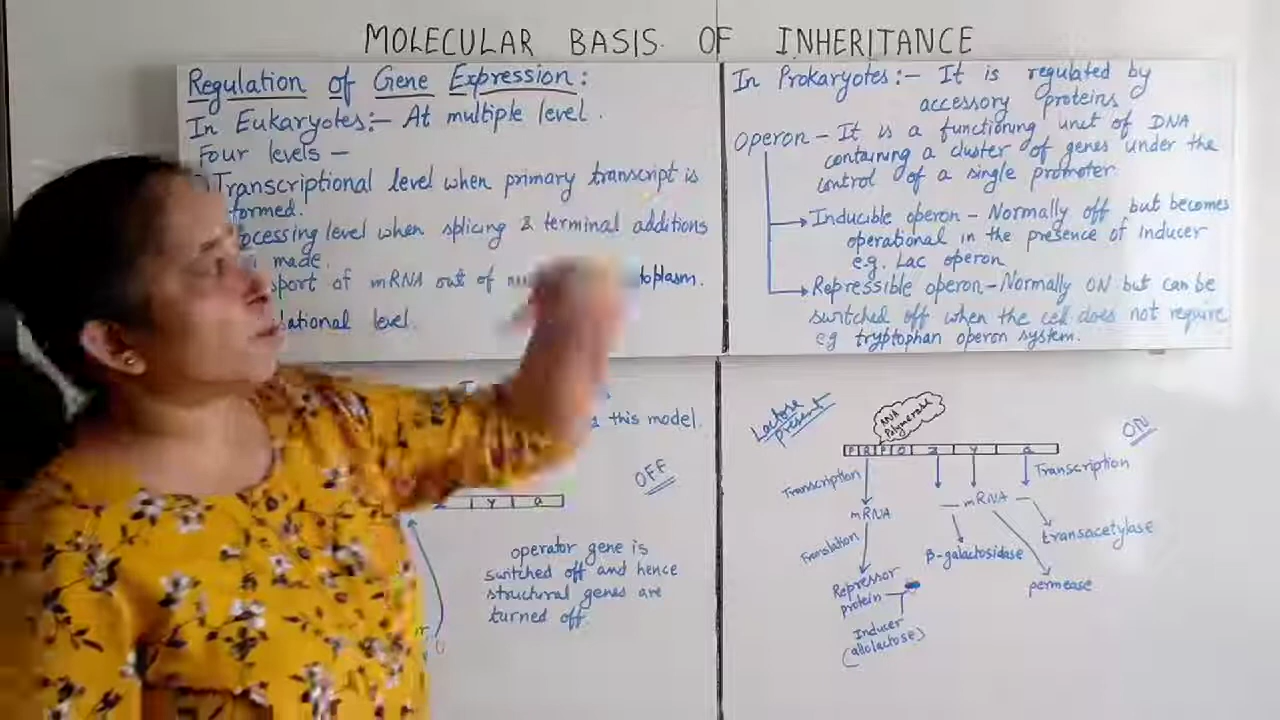 MOLECULAR BASIS OF INHERITANCE
Regulation of Gene Expression:
In Eukaryotes:- At multiple level.
Four levels -
Transcriptional level when primary transcript is
formed.
ocessing level when splicing & terminal additions
made.
sport of mRNA out of toplasm.
lational level.
In Prokaryotes:- It is regulated by
accessory proteins
Operon - It is a functioning unit of DNA
containing a cluster of genes under the
control of a single promoter.
Inducible operon - Normally off but becomes
operational in the presence of inducer
e.g. Lac operon
Repressible operon - Normally ON but can be
switched off when the cell does not require
eg tryptophan operon system.
this model.
OFF
Y a
operator gene is
switched off and hence
structural genes are
turned off.
Lactose
present
RNA
Polymerase
ON
P R P O Z Y a
Transcription
Transcription
mRNA
mRNA
Translation
transacetylase
β-galactosidase
permease
Repressor
protein
Inducer
(allolactose)